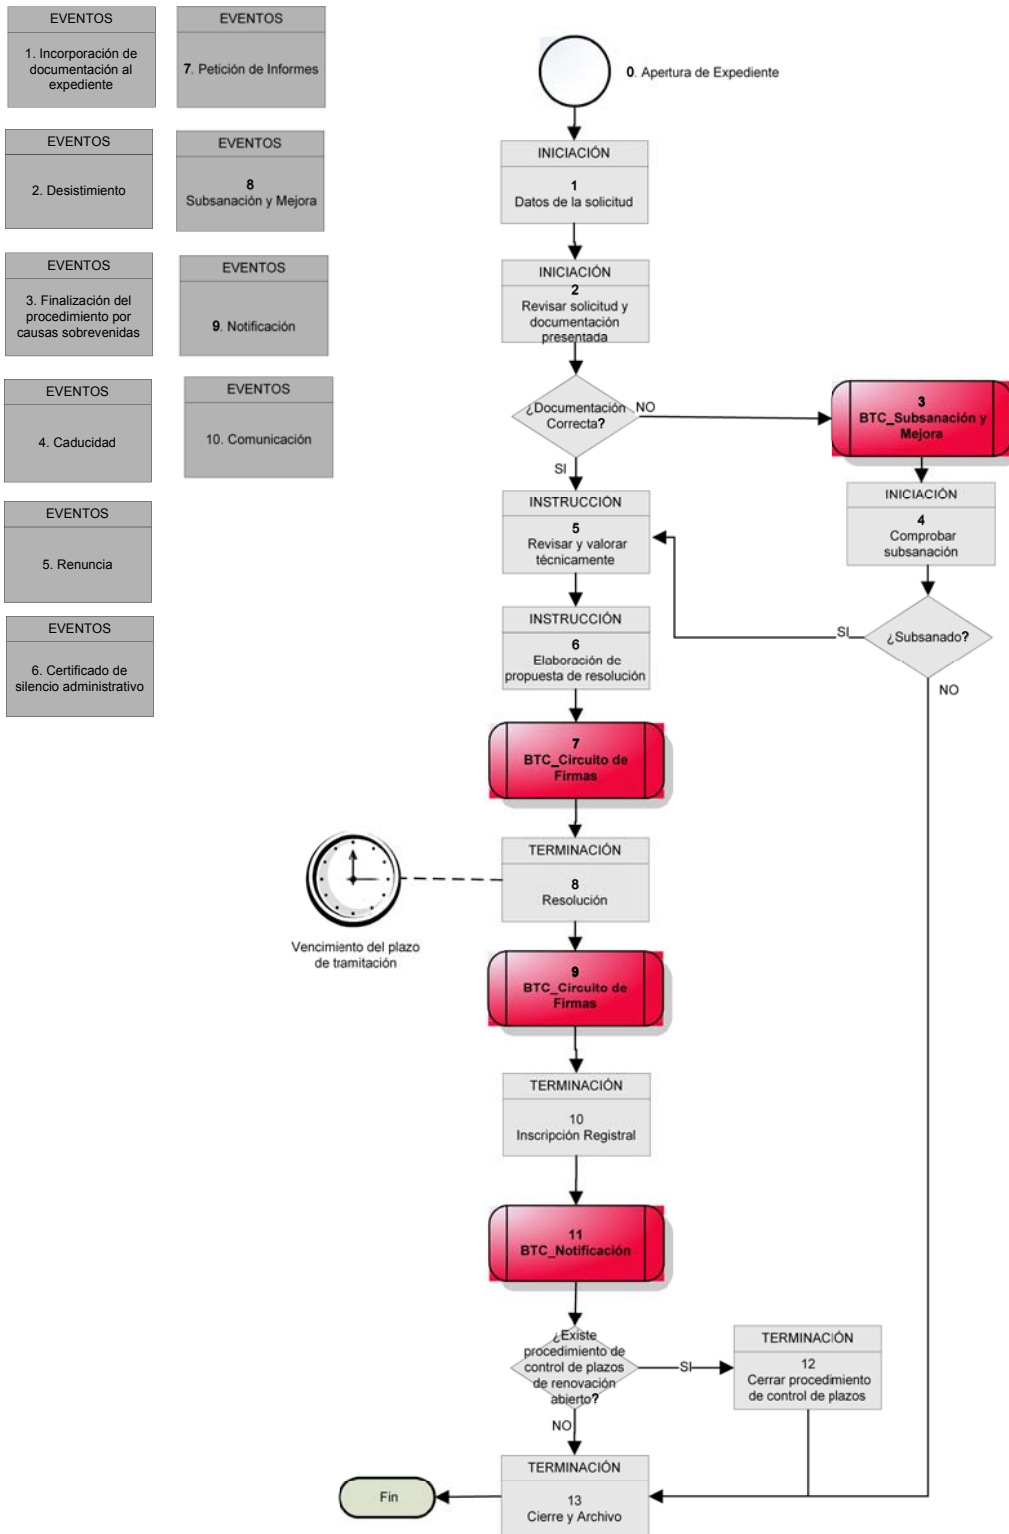 EVENTOS
1. Incorporación de
documentación al
expediente
EVENTOS
7. Petición de Informes
EVENTOS
2. Desistimiento
EVENTOS
8
Subsanación y Mejora
EVENTOS
3. Finalización del
procedimiento por
causas sobrevenidas
EVENTOS
9. Notificación
EVENTOS
4. Caducidad
EVENTOS
10. Comunicación
EVENTOS
5. Renuncia
EVENTOS
6. Certificado de
silencio administrativo
0. Apertura de Expediente
INICIACIÓN
1
Datos de la solicitud
INICIACIÓN
2
Revisar solicitud y
documentación
presentada
¿Documentación
Correcta?
NO
SI
3
BTC_Subsanación y
Mejora
INICIACIÓN
4
Comprobar
subsanación
¿Subsanado?
SI
NO
INSTRUCCIÓN
5
Revisar y valorar
técnicamente
INSTRUCCIÓN
6
Elaboración de
propuesta de resolución
7
BTC_Circuito de
Firmas
TERMINACIÓN
8
Resolución
Vencimiento del plazo
de tramitación
9
BTC_Circuito de
Firmas
TERMINACIÓN
10
Inscripción Registral
11
BTC_Notificación
¿Existe
procedimiento de
control de plazos
de renovación
abierto?
SI
NO
TERMINACIÓN
12
Cerrar procedimiento
de control de plazos
TERMINACIÓN
13
Cierre y Archivo
Fin